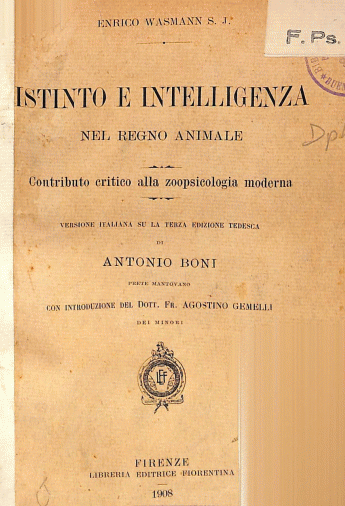 ENRICO WASMANN S. J.
F. Ps.
ISTINTO E INTELLIGENZA
NEL REGNO ANIMALE
Contributo critico alla zoopsicologia moderna
VERSIONE ITALIANA SU LA TERZA EDIZIONE TEDESCA
DI
ANTONIO BONI
PRETE MANTOVANO
CON INTRODUZIONE DEL DOTT. FR. AGOSTINO GEMELLI
DEI MINORI
FIRENZE
LIBRERIA EDITRICE FIORENTINA
1908